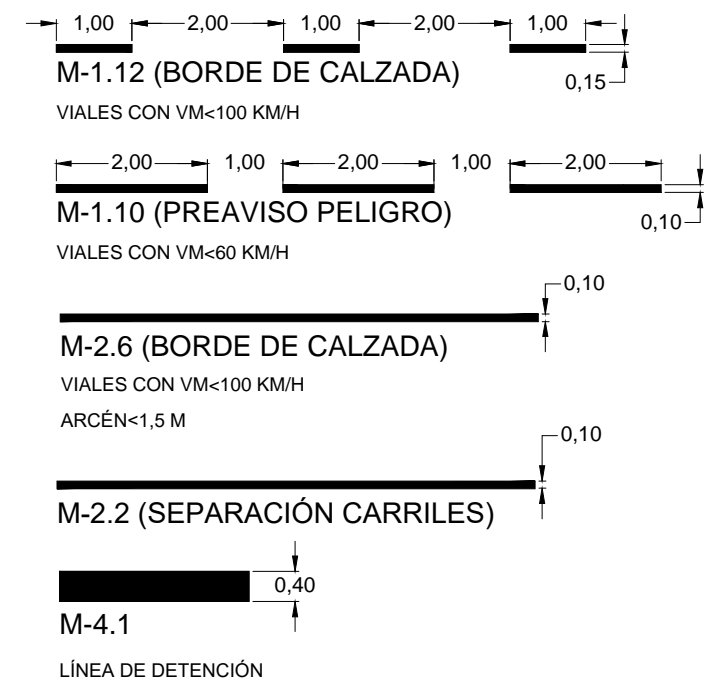 1,00 2,00 1,00 2,00 1,00
0,15
M-1.12 (BORDE DE CALZADA)
VIALES CON VM<100 KM/H
2,00 1,00 2,00 1,00 2,00
0,10
M-1.10 (PREAVISO PELIGRO)
VIALES CON VM<60 KM/H
0,10
M-2.6 (BORDE DE CALZADA)
VIALES CON VM<100 KM/H
ARCÉN<1,5 M
0,10
M-2.2 (SEPARACIÓN CARRILES)
0,40
M-4.1
LÍNEA DE DETENCIÓN